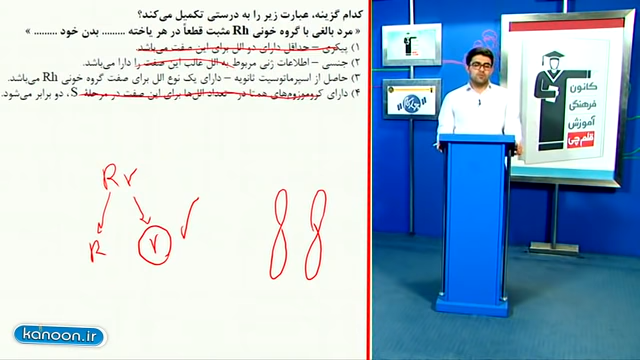 کدام گزینه، عبارت زیر را به درستی تکمیل می‌کند؟
« مرد بالغی با گروه خونی Rh مثبت قطعاً در هر یاخته ......... بدن خود ......... »
۱) پیکری – حداقل دارای دو الل برای این صفت می‌باشد.
۲) جنسی – اطلاعات ژنی مربوط به الل غالب این صفت را دارا می‌باشد.
۳) حاصل از اسپرماتوسیت ثانویه – دارای یک نوع الل برای صفت گروه خونی Rh می‌باشد.
۴) دارای کروموزوم‌های همتا در – تعداد الل‌ها برای این صفت در مرحلهٔ S، دو برابر می‌شود.
R r
R r
کانون
فرهنگی
آموزش
قلم‌چی
kanoon.ir